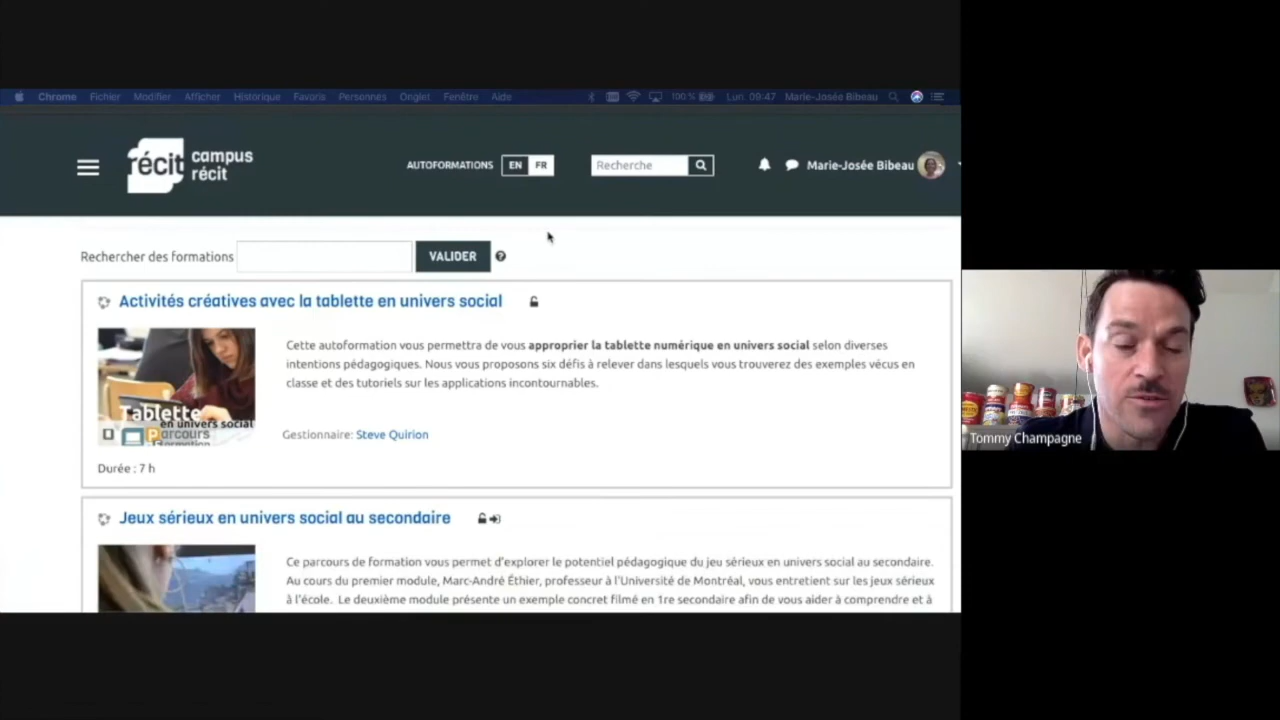 Chrome Fichier Modifier Afficher Historique Favoris Personnes Onglet Fenêtre Aide 100 % Lun. 09:47 Marie-Josée Bibeau
récit campus récit
AUTOFORMATIONS EN FR Recherche Marie-Josée Bibeau
Rechercher des formations VALIDER
Activités créatives avec la tablette en univers social
Cette autoformation vous permettra de vous approprier la tablette numérique en univers social selon diverses
intentions pédagogiques. Nous vous proposons six défis à relever dans lesquels vous trouverez des exemples vécus en
classe et des tutoriels sur les applications incontournables.
Tablette
en univers social
Parcours
Gestionnaire: Steve Quirion
Durée : 7 h
Tommy Champagne
Jeux sérieux en univers social au secondaire
Ce parcours de formation vous permet d'explorer le potentiel pédagogique du jeu sérieux en univers social au secondaire.
Au cours du premier module, Marc-André Éthier, professeur à l'Université de Montréal, vous entretient sur les jeux sérieux
à l'école. Le deuxième module présente un exemple concret filmé en 1re secondaire afin de vous aider à comprendre et à